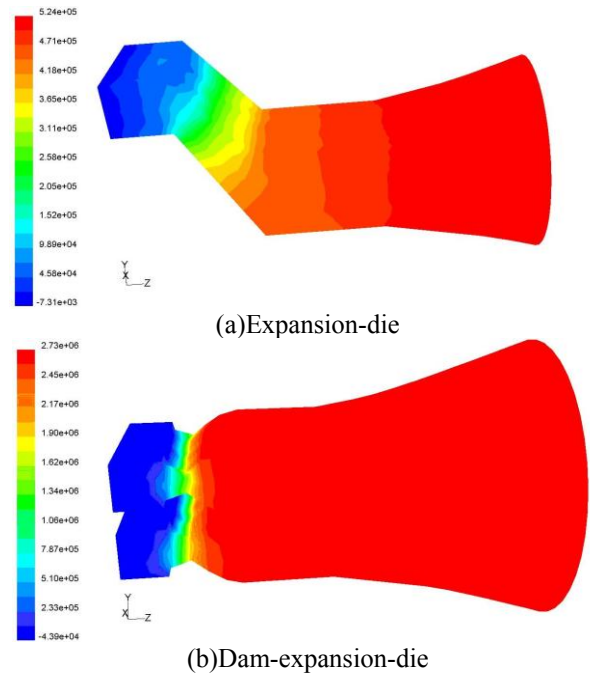 5.24e+05
4.71e+05
4.18e+05
3.65e+05
3.11e+05
2.58e+05
2.05e+05
1.52e+05
9.89e+04
4.58e+04
-7.31e+03
Y
X
Z
(a)Expansion-die
2.73e+06
2.45e+06
2.17e+06
1.90e+06
1.62e+06
1.34e+06
1.06e+06
7.87e+05
5.10e+05
2.33e+05
-4.39e+04
Y
X
Z
(b)Dam-expansion-die